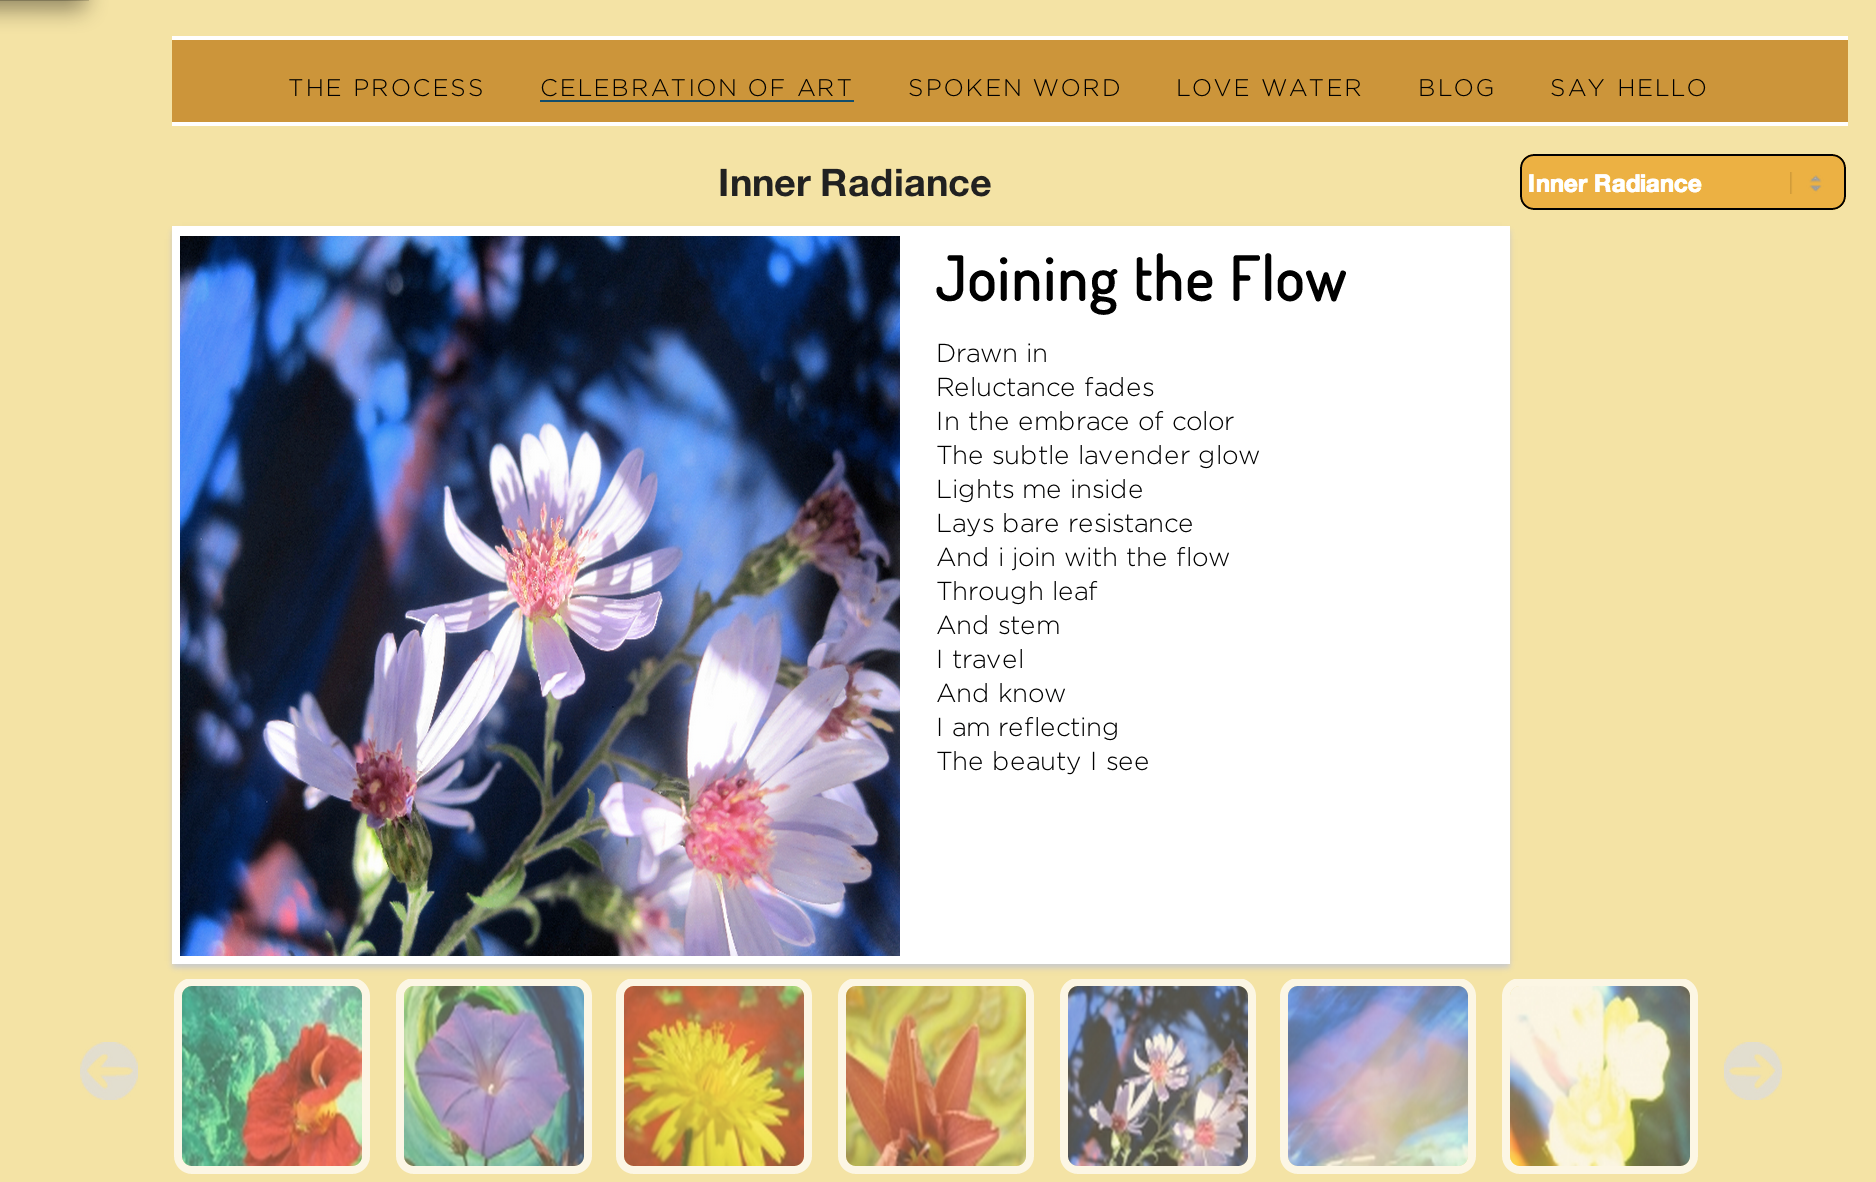 THE PROCESS CELEBRATION OF ART SPOKEN WORD LOVE WATER BLOG SAY HELLO
Inner Radiance
Inner Radiance
Joining the Flow
Drawn in
Reluctance fades
In the embrace of color
The subtle lavender glow
Lights me inside
Lays bare resistance
And i join with the flow
Through leaf
And stem
I travel
And know
I am reflecting
The beauty I see